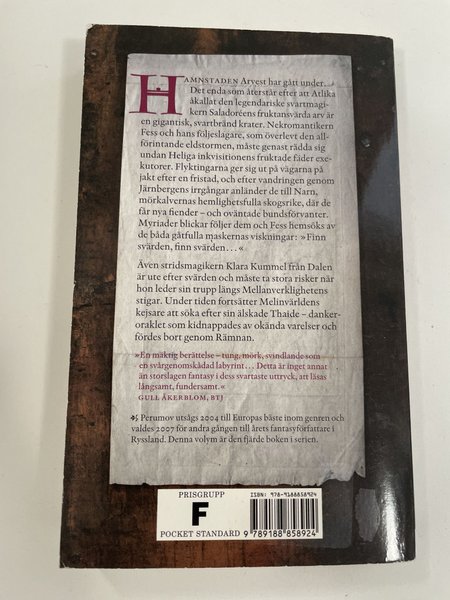 HAMNSTADEN Arvest har gått under...
Det enda som återstår efter att Atlika
åkallat den legendariske svartmagi-
kern Saladoréens fruktansvärda arv är
en gigantisk, svartbränd krater. Nekromantikern
Fess och hans följeslagare, som överlevt den all-
förintande eldstormen, måste genast rädda sig
undan Heliga inkvisitionens fruktade fäder exe-
kutorer. Flyktingarna ger sig ut på vägarna på
jakt efter en fristad, och efter vandringen genom
Järnbergens irrgångar anländer de till Narn,
mörkalvernas hemlighetsfulla skogsrike, där de
får nya fiender – och oväntade bundsförvanter.
Myriader blickar följer dem och Fess hemsöks av
de båda gåtfulla maskernas viskningar: »Finn
svärden, finn svärden...«
Även stridsmagikern Klara Kummel från Dalen
är ute efter svärden och måste ta stora risker när
hon leder sin trupp längs Mellanverklighetens
stigar. Under tiden fortsätter Melinvärldens
kejsare att söka efter sin älskade Thaide – danker-
oraklet som kidnappades av okända varelser och
fördes bort genom Rämnan.
»En mäktig berättelse – tung, mörk, svindlande som
en svårgenomskådad labyrint... Detta är inget annat
än storslagen fantasy i dess svartaste uttryck, att läsas
långsamt, fundersamt.«
GULL ÅKERBLOM, BTJ
Perumov utsågs 2004 till Europas bäste inom genren och
valdes 2007 för andra gången till årets fantasyförfattare i
Ryssland. Denna volym är den fjärde boken i serien.
PRISGRUPP
F
POCKET STANDARD
ISBN: 978-9188858924
9 789188 858924